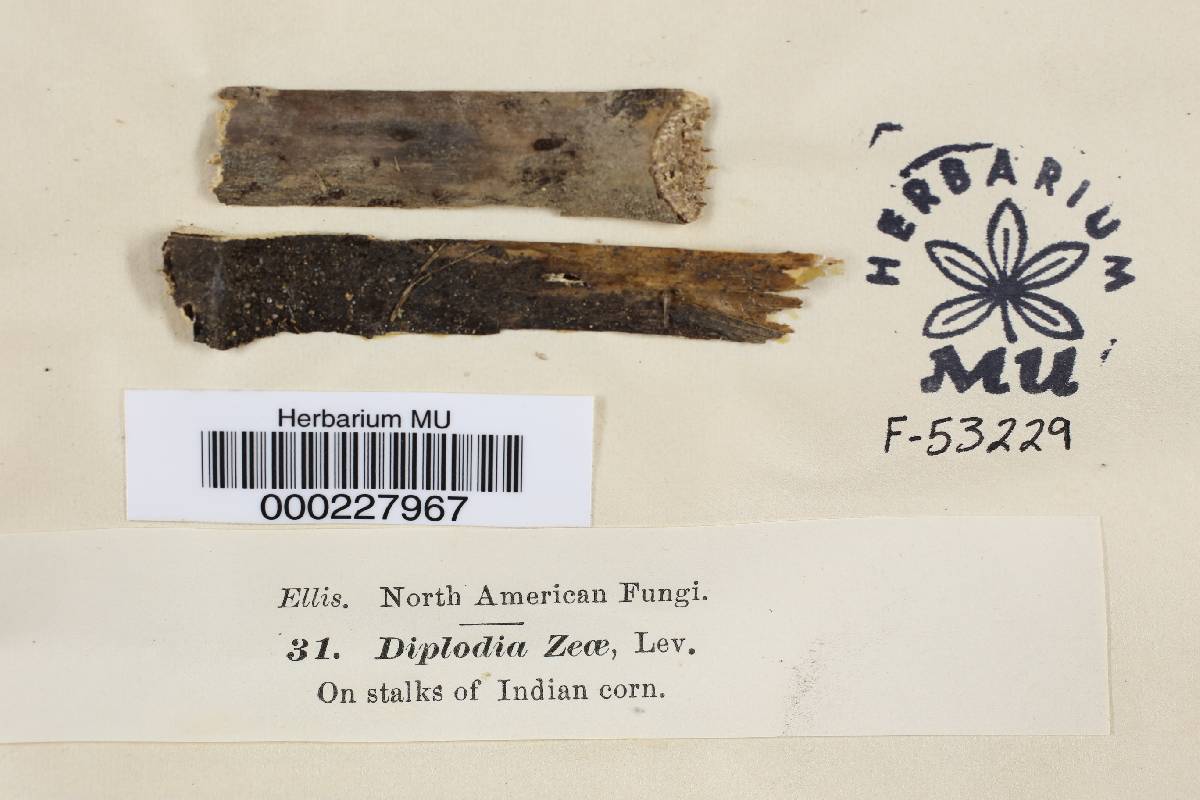 HERBARIUM
MU
F-53229
Herbarium MU
000227967
Ellis. North American Fungi.
31. Diplodia Zeæ, Lev.
On stalks of Indian corn.